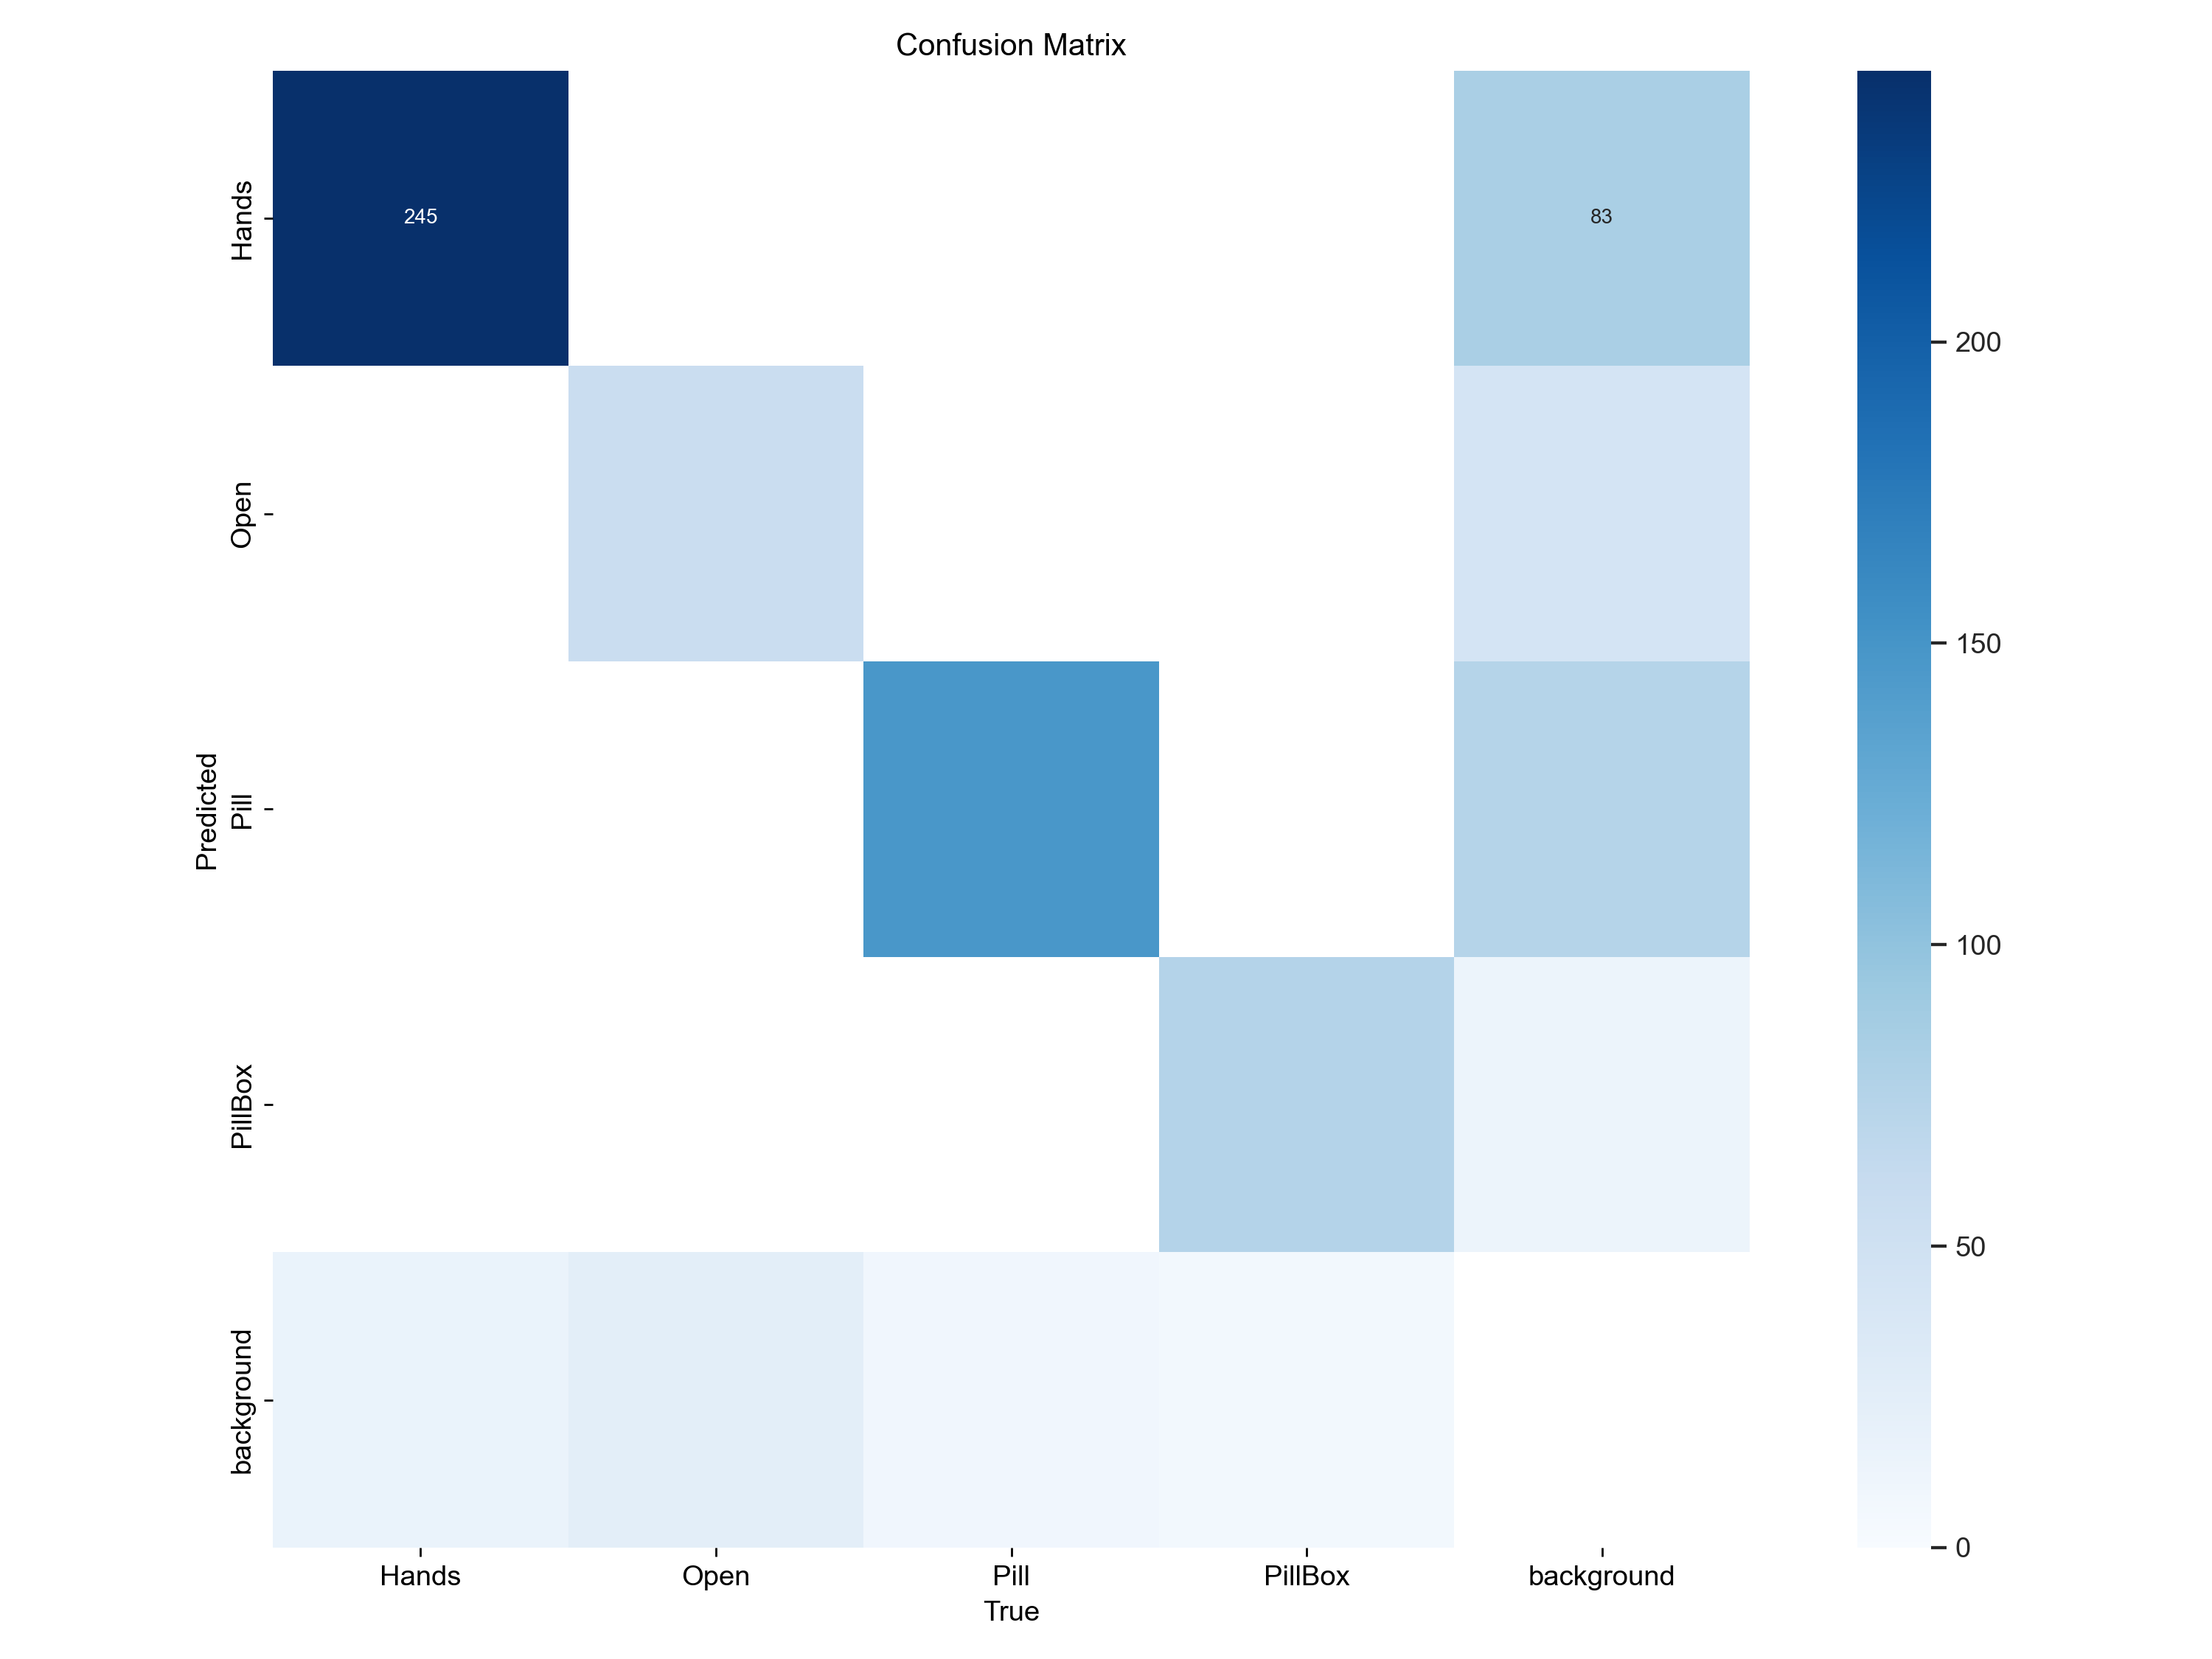 Confusion Matrix
Hands
245
83
200
Open
150
Predicted
Pill
100
PillBox
50
background
0
Hands
Open
Pill
PillBox
background
True